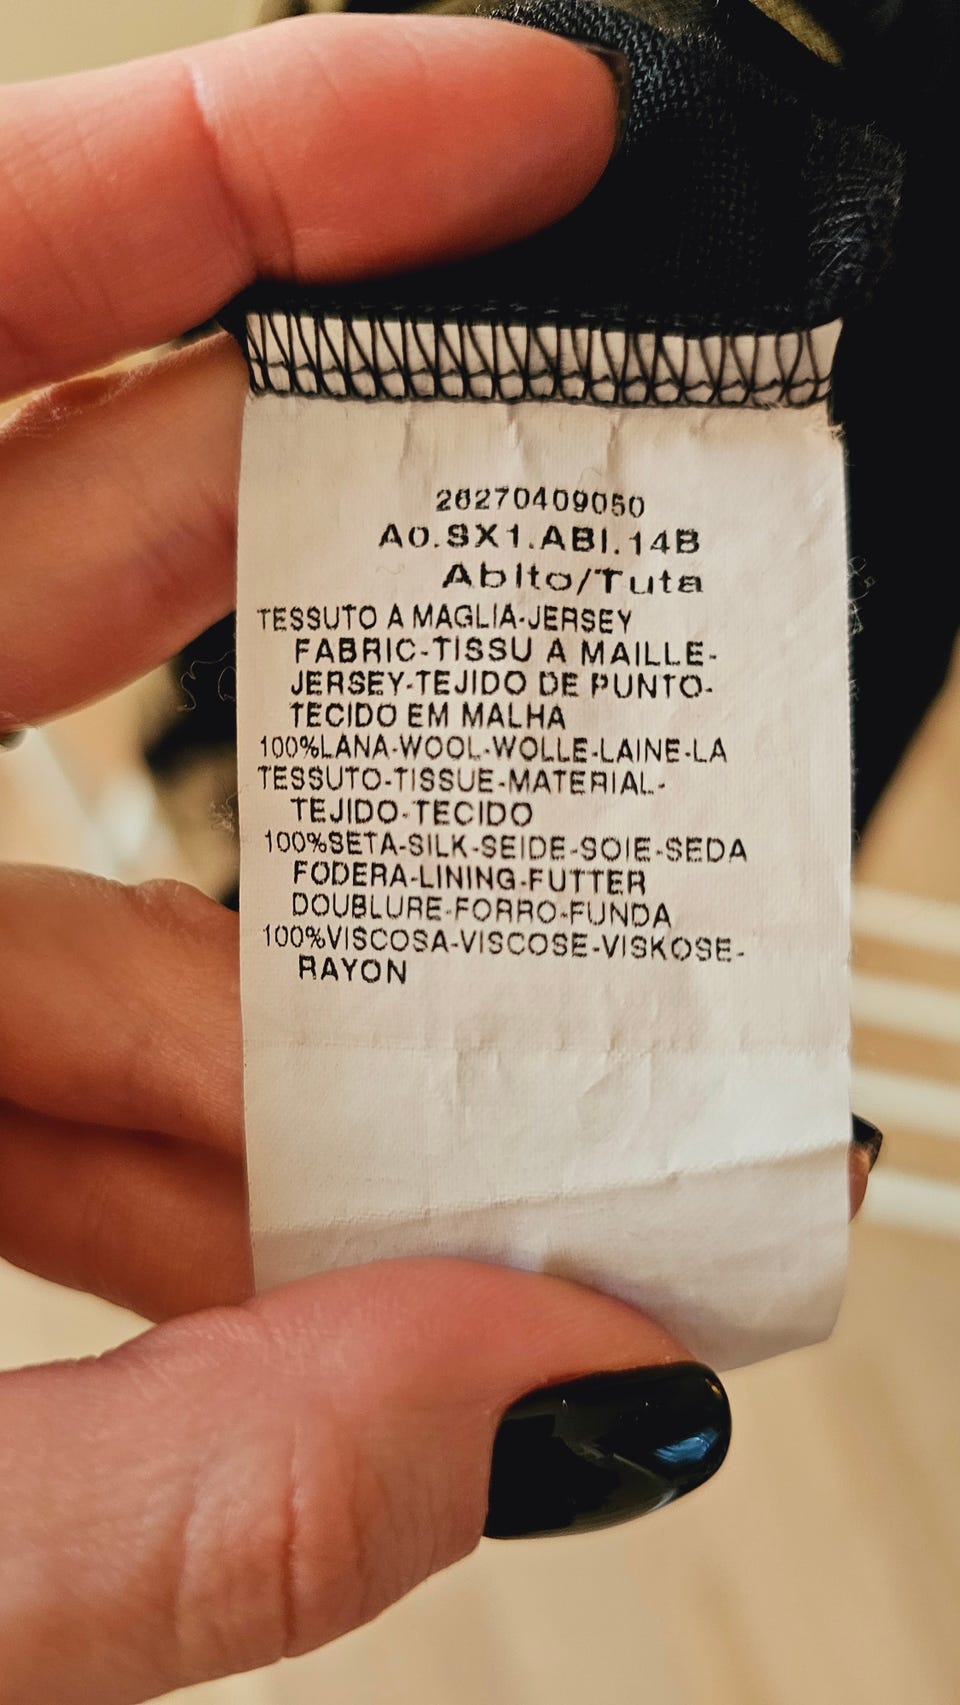 26270409050
A0.SX1.ABI.14B
Abito/Tuta
TESSUTO A MAGLIA-JERSEY
FABRIC-TISSU A MAILLE-
JERSEY-TEJIDO DE PUNTO-
TECIDO EM MALHA
100%LANA-WOOL-WOLLE-LAINE-LA
TESSUTO-TISSUE-MATERIAL-
TEJIDO-TECIDO
100%SETA-SILK-SEIDE-SOIE-SEDA
FODERA-LINING-FUTTER
DOUBLURE-FORRO-FUNDA
100%VISCOSA-VISCOSE-VISKOSE-
RAYON